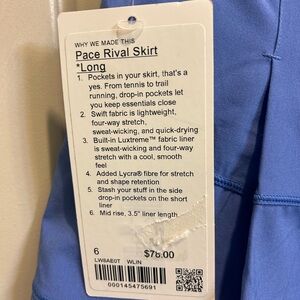 WHY WE MADE THIS
Pace Rival Skirt
*Long
1. Pockets in your skirt, that's a
yes. From tennis to trail
running, drop-in pockets let
you keep essentials close
2. Swift fabric is lightweight,
four-way stretch,
sweat-wicking, and quick-drying
3. Built-in Luxtreme™ fabric liner
is sweat-wicking and four-way
stretch with a cool, smooth
feel
4. Added Lycra® fibre for stretch
and shape retention
5. Stash your stuff in the side
drop-in pockets on the short
liner
6. Mid rise, 3.5" liner length
6 $78.00
LW8AE0T WLIN
000145475691